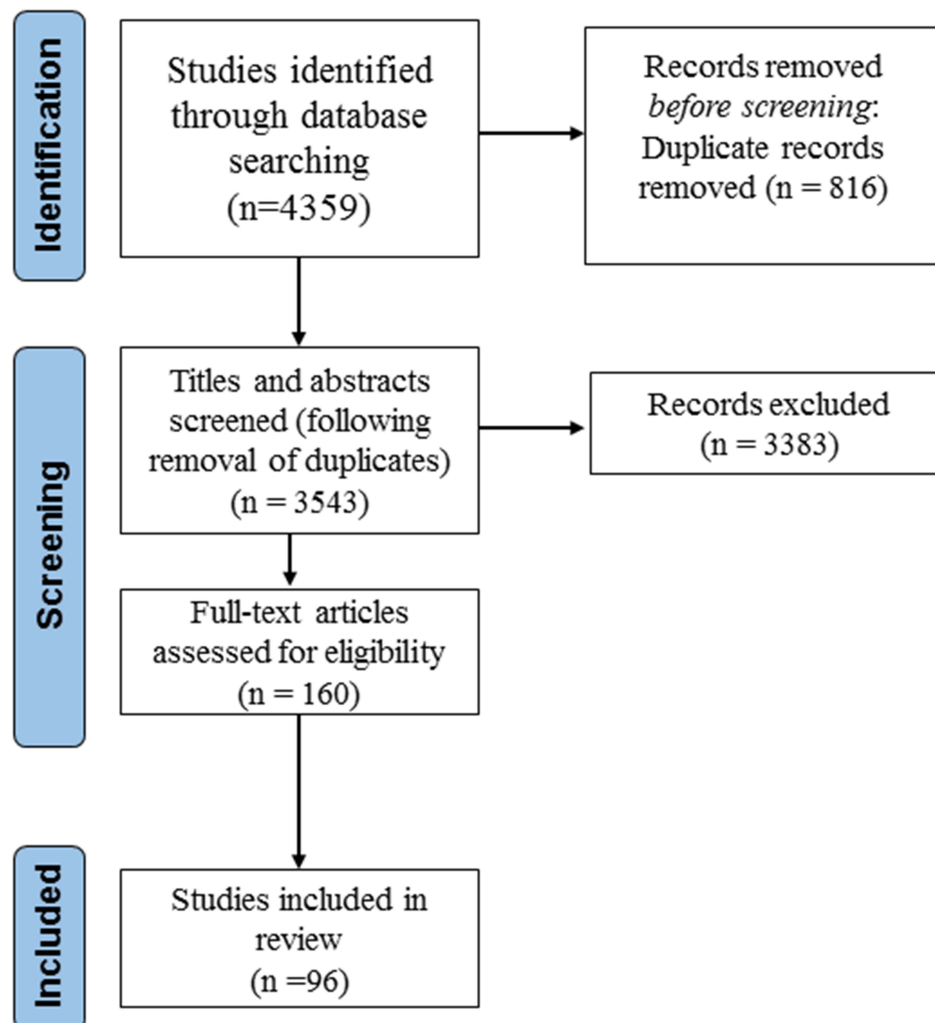 Identification
Studies identified
through database
searching
(n=4359)
Records removed
before screening:
Duplicate records
removed (n = 816)
Screening
Titles and abstracts
screened (following
removal of duplicates)
(n = 3543)
Records excluded
(n = 3383)
Full-text articles
assessed for eligibility
(n = 160)
Included
Studies included in
review
(n =96)